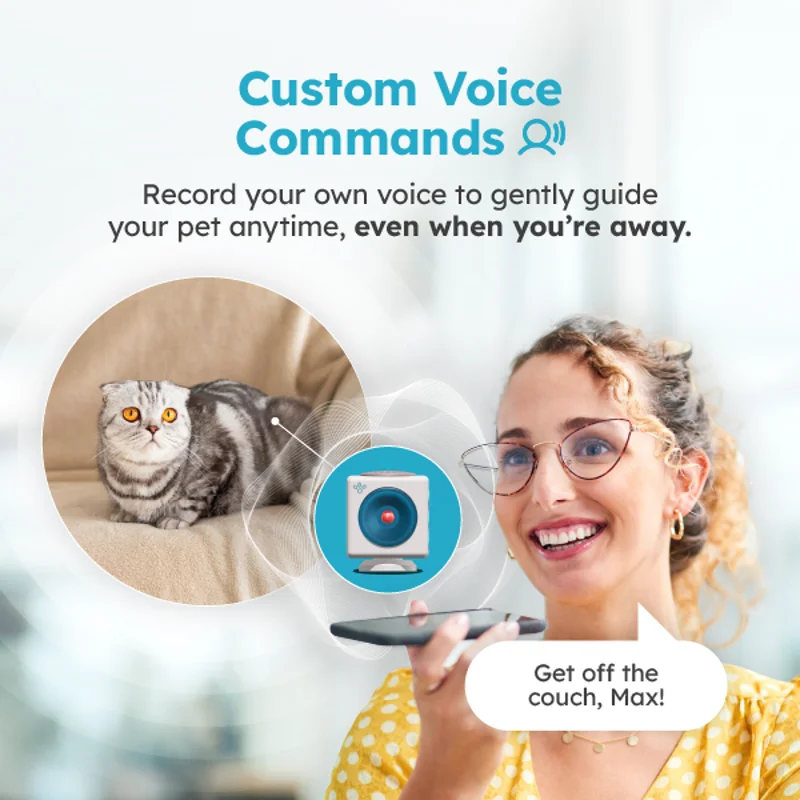 Custom Voice
Commands
Record your own voice to gently guide
your pet anytime, even when you're away.
Get off the
couch, Max!